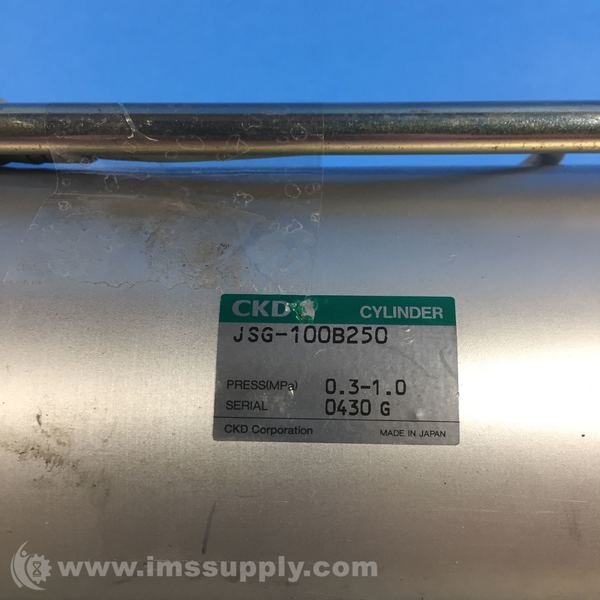 CKD CYLINDER
JSG-100B250
PRESS(MPa) 0.3-1.0
SERIAL 0430 G
CKD Corporation MADE IN JAPAN
www.imssupply.com